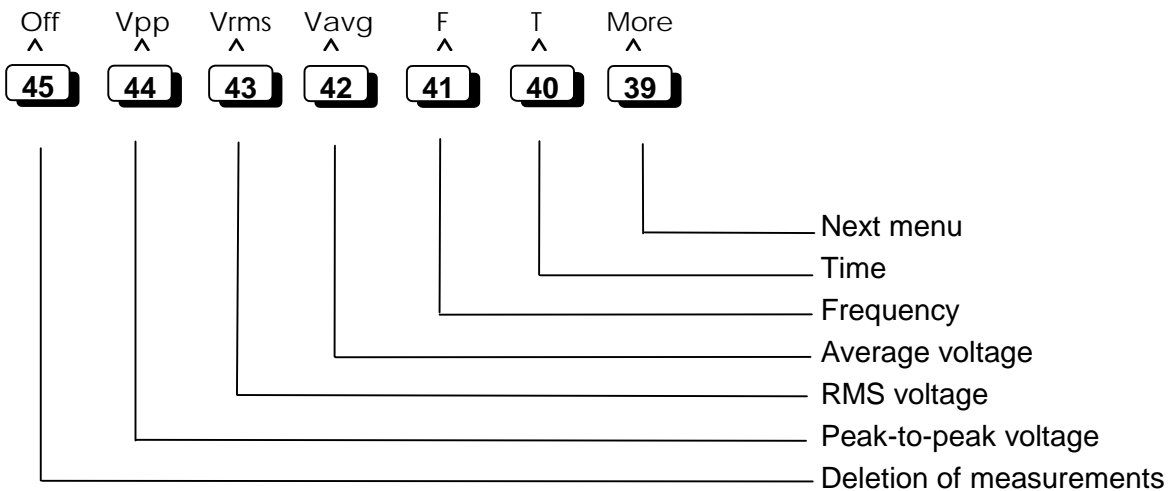 Off Vpp Vrms Vavg F T More
^ ^ ^ ^ ^ ^ ^
45 44 43 42 41 40 39
Next menu
Time
Frequency
Average voltage
RMS voltage
Peak-to-peak voltage
Deletion of measurements